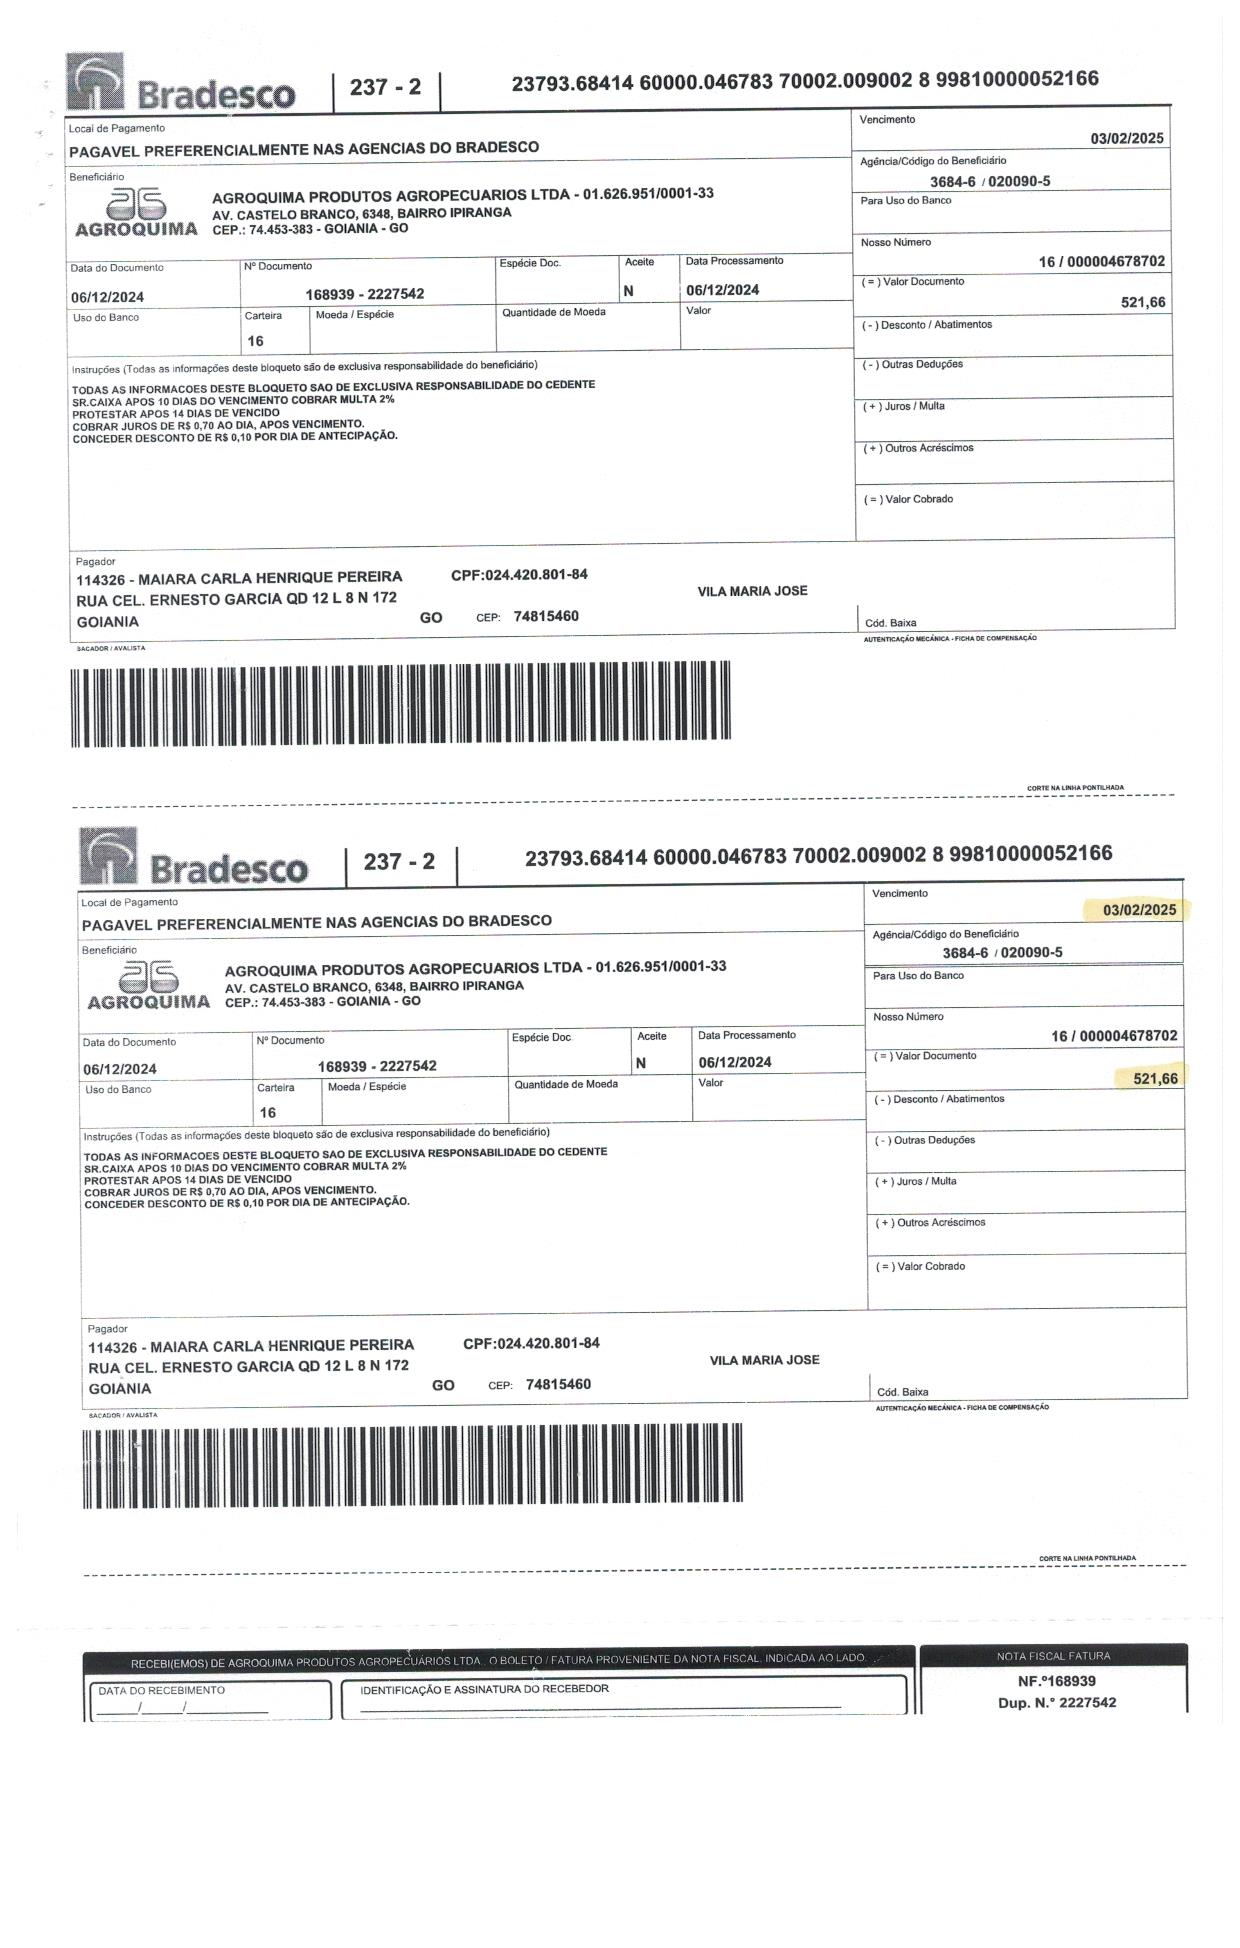 Bradesco 237 - 2 23793.68414 60000.046783 70002.009002 8 99810000052166
Local de Pagamento
PAGAVEL PREFERENCIALMENTE NAS AGENCIAS DO BRADESCO
Vencimento
03/02/2025
Beneficiário
AGROQUIMA
AGROQUIMA PRODUTOS AGROPECUARIOS LTDA - 01.626.951/0001-33
AV. CASTELO BRANCO, 6348, BAIRRO IPIRANGA
CEP.: 74.453-383 - GOIANIA - GO
Agência/Código do Beneficiário
3684-6 / 020090-5
Para Uso do Banco
Data do Documento Nº Documento Espécie Doc. Aceite Data Processamento
06/12/2024 168939 - 2227542 N 06/12/2024
Nosso Número
16 / 000004678702
Uso do Banco Carteira Moeda / Espécie Quantidade de Moeda Valor
16
( = ) Valor Documento
521,66
( - ) Desconto / Abatimentos
Instruções (Todas as informações deste bloqueto são de exclusiva responsabilidade do beneficiário)
TODAS AS INFORMACOES DESTE BLOQUETO SAO DE EXCLUSIVA RESPONSABILIDADE DO CEDENTE
SR.CAIXA APOS 10 DIAS DO VENCIMENTO COBRAR MULTA 2%
PROTESTAR APOS 14 DIAS DE VENCIDO
COBRAR JUROS DE R$ 0,70 AO DIA, APOS VENCIMENTO.
CONCEDER DESCONTO DE R$ 0,10 POR DIA DE ANTECIPAÇÃO.
( - ) Outras Deduções
( + ) Juros / Multa
( + ) Outros Acréscimos
( = ) Valor Cobrado
Pagador
114326 - MAIARA CARLA HENRIQUE PEREIRA CPF:024.420.801-84
RUA CEL. ERNESTO GARCIA QD 12 L 8 N 172 VILA MARIA JOSE
GOIANIA GO CEP: 74815460
Cód. Baixa
SACADOR / AVALISTA
AUTENTICAÇÃO MECÂNICA - FICHA DE COMPENSAÇÃO
CORTE NA LINHA PONTILHADA
Bradesco 237 - 2 23793.68414 60000.046783 70002.009002 8 99810000052166
Local de Pagamento
PAGAVEL PREFERENCIALMENTE NAS AGENCIAS DO BRADESCO
Vencimento
03/02/2025
Beneficiário
AGROQUIMA
AGROQUIMA PRODUTOS AGROPECUARIOS LTDA - 01.626.951/0001-33
AV. CASTELO BRANCO, 6348, BAIRRO IPIRANGA
CEP.: 74.453-383 - GOIANIA - GO
Agência/Código do Beneficiário
3684-6 / 020090-5
Para Uso do Banco
Data do Documento Nº Documento Espécie Doc Aceite Data Processamento
06/12/2024 168939 - 2227542 N 06/12/2024
Nosso Número
16 / 000004678702
Uso do Banco Carteira Moeda / Espécie Quantidade de Moeda Valor
16
( = ) Valor Documento
521,66
( - ) Desconto / Abatimentos
Instruções (Todas as informações deste bloqueto são de exclusiva responsabilidade do beneficiário)
TODAS AS INFORMACOES DESTE BLOQUETO SAO DE EXCLUSIVA RESPONSABILIDADE DO CEDENTE
SR.CAIXA APOS 10 DIAS DO VENCIMENTO COBRAR MULTA 2%
PROTESTAR APOS 14 DIAS DE VENCIDO
COBRAR JUROS DE R$ 0,70 AO DIA, APOS VENCIMENTO.
CONCEDER DESCONTO DE R$ 0,10 POR DIA DE ANTECIPAÇÃO.
( - ) Outras Deduções
( + ) Juros / Multa
( + ) Outros Acréscimos
( = ) Valor Cobrado
Pagador
114326 - MAIARA CARLA HENRIQUE PEREIRA CPF:024.420.801-84
RUA CEL. ERNESTO GARCIA QD 12 L 8 N 172 VILA MARIA JOSE
GOIANIA GO CEP: 74815460
Cód. Baixa
SACADOR / AVALISTA
AUTENTICAÇÃO MECÂNICA - FICHA DE COMPENSAÇÃO
CORTE NA LINHA PONTILHADA
RECEBI(EMOS) DE AGROQUIMA PRODUTOS AGROPECUÁRIOS LTDA., O BOLETO / FATURA PROVENIENTE DA NOTA FISCAL, INDICADA AO LADO.
NOTA FISCAL FATURA
DATA DO RECEBIMENTO
___/___/______
IDENTIFICAÇÃO E ASSINATURA DO RECEBEDOR
NF.º168939
Dup. N.° 2227542